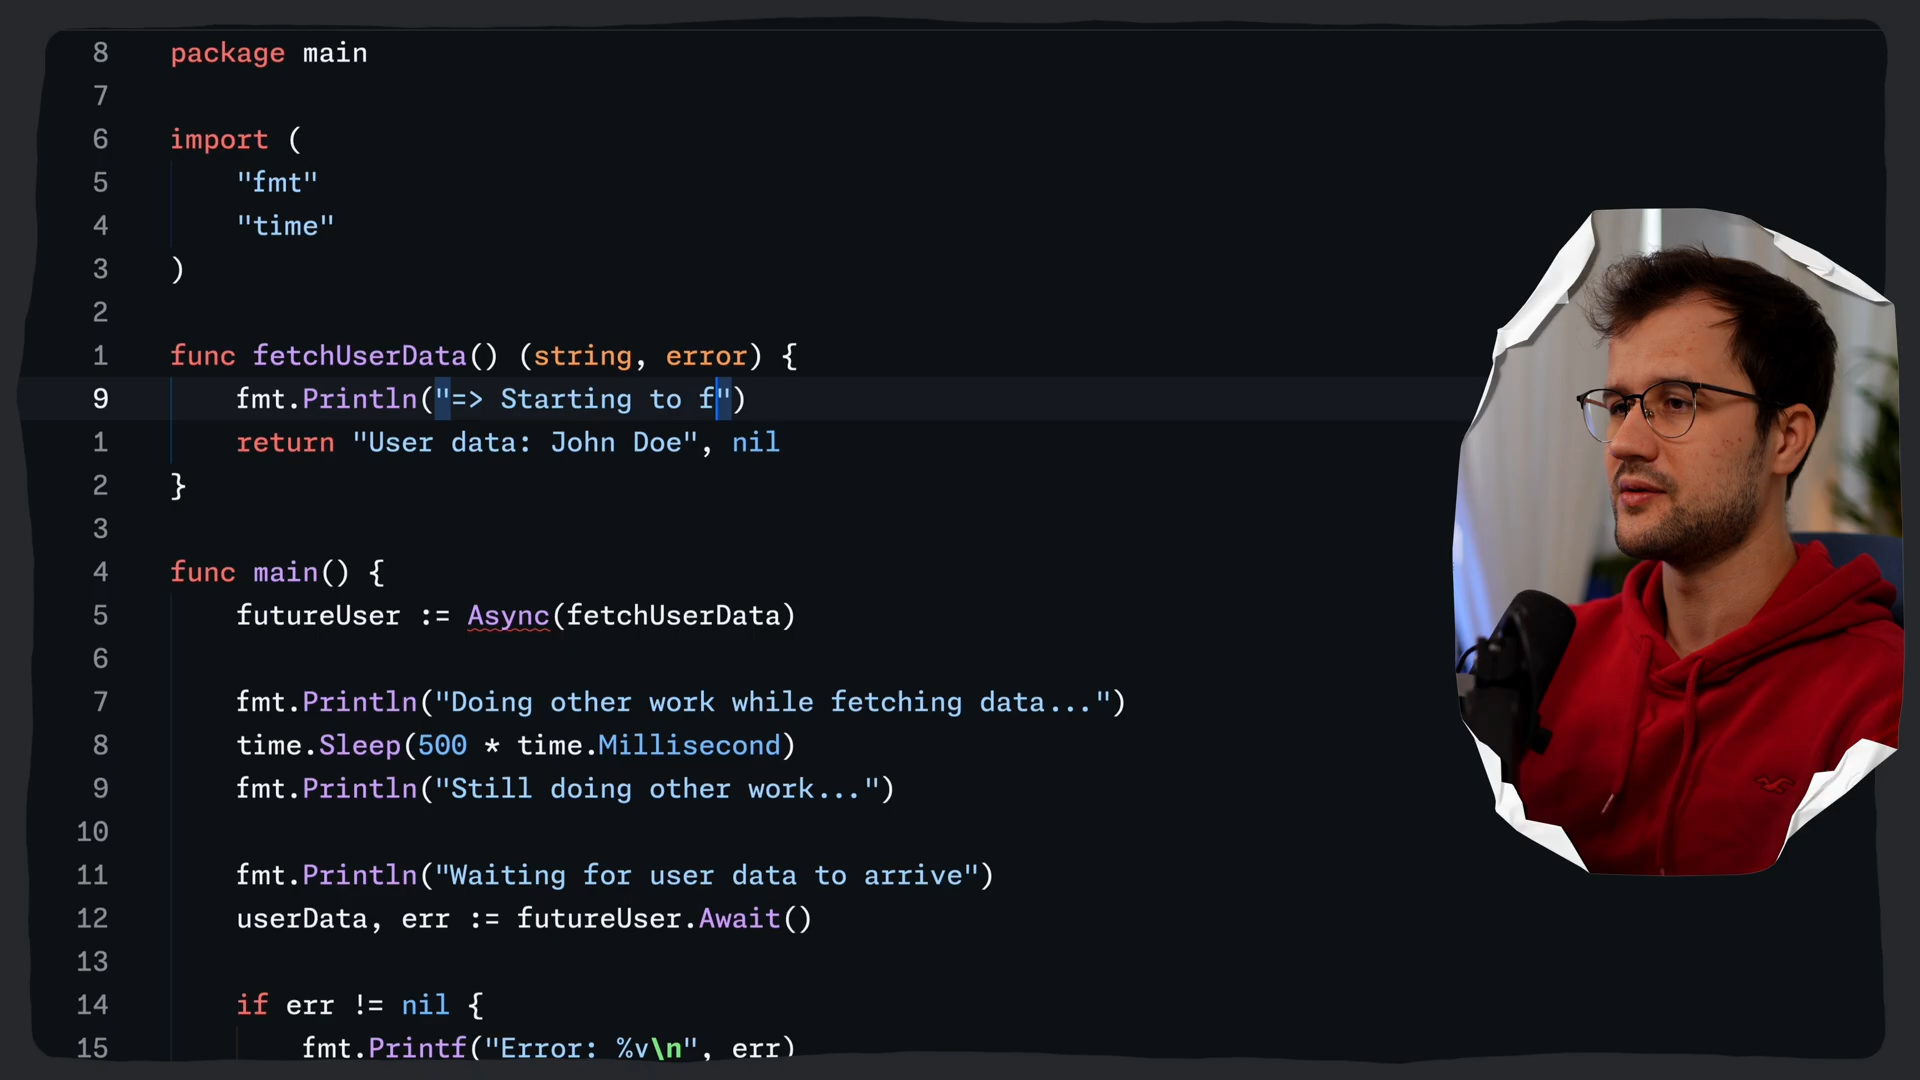 8 package main
7
6 import (
5 "fmt"
4 "time"
3 )
2
1 func fetchUserData() (string, error) {
9 fmt.Println("=> Starting to f")
1 return "User data: John Doe", nil
2 }
3
4 func main() {
5 futureUser := Async(fetchUserData)
6
7 fmt.Println("Doing other work while fetching data...")
8 time.Sleep(500 * time.Millisecond)
9 fmt.Println("Still doing other work...")
10
11 fmt.Println("Waiting for user data to arrive")
12 userData, err := futureUser.Await()
13
14 if err != nil {
15 fmt.Printf("Error: %v\n", err)